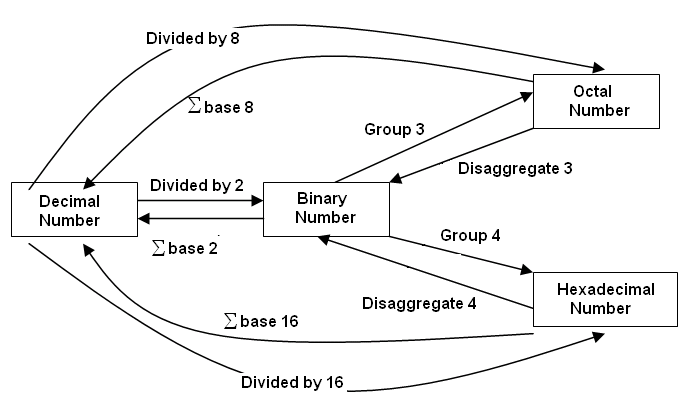 Divided by 8
Octal
Number
∑base 8
Group 3
Disaggregate 3
Divided by 2
Decimal
Number
Binary
Number
∑base 2
Group 4
Hexadecimal
Number
Disaggregate 4
∑base 16
Divided by 16